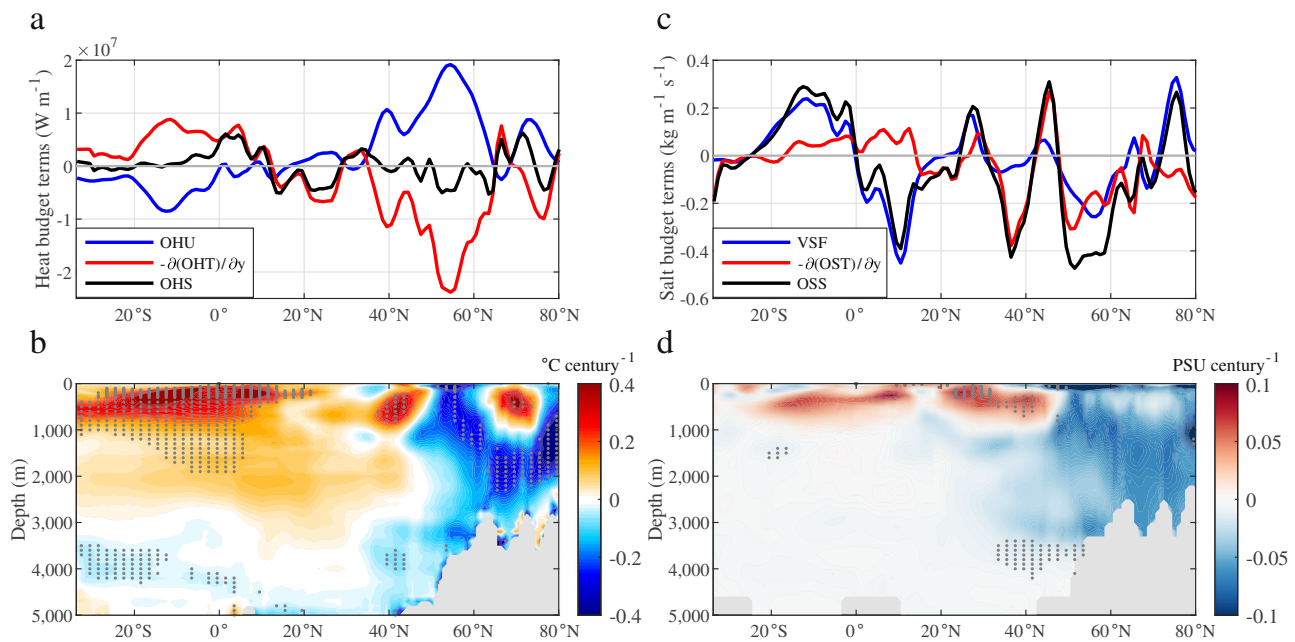 a
×10⁷
Heat budget terms (W m⁻¹)
2
1
0
-1
-2
OHU
-∂(OHT)/∂y
OHS
20°S 0° 20°N 40°N 60°N 80°N
c
Salt budget terms (kg m⁻¹ s⁻¹)
0.4
0.2
0
-0.2
-0.4
-0.6
VSF
-∂(OST)/∂y
OSS
20°S 0° 20°N 40°N 60°N 80°N
b
°C century⁻¹
Depth (m)
0
1,000
2,000
3,000
4,000
5,000
20°S 0° 20°N 40°N 60°N 80°N
0.4
0.2
0
-0.2
-0.4
d
PSU century⁻¹
Depth (m)
0
1,000
2,000
3,000
4,000
5,000
20°S 0° 20°N 40°N 60°N 80°N
0.1
0.05
0
-0.05
-0.1